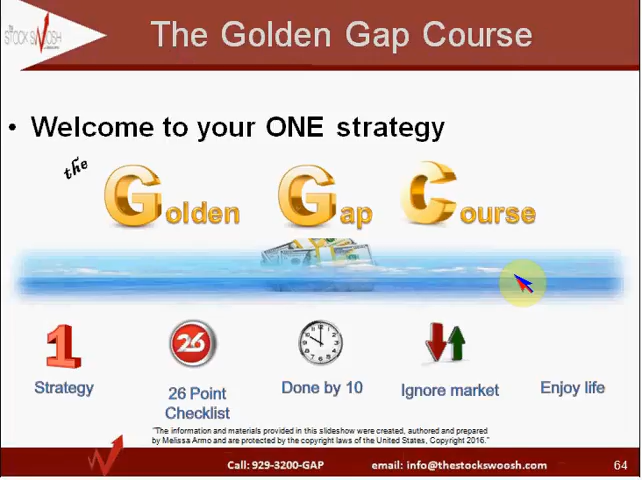 the
STOCK SWOOSH
The Golden Gap Course
• Welcome to your ONE strategy
the
Golden Gap Course
1 26
Strategy
26 Point
Checklist
Done by 10
Ignore market
Enjoy life
"The information and materials provided in this slideshow were created, authored and prepared
by Melissa Armo and are protected by the copyright laws of the United States, Copyright 2016."
Call: 929-3200-GAP email: info@thestockswoosh.com 64